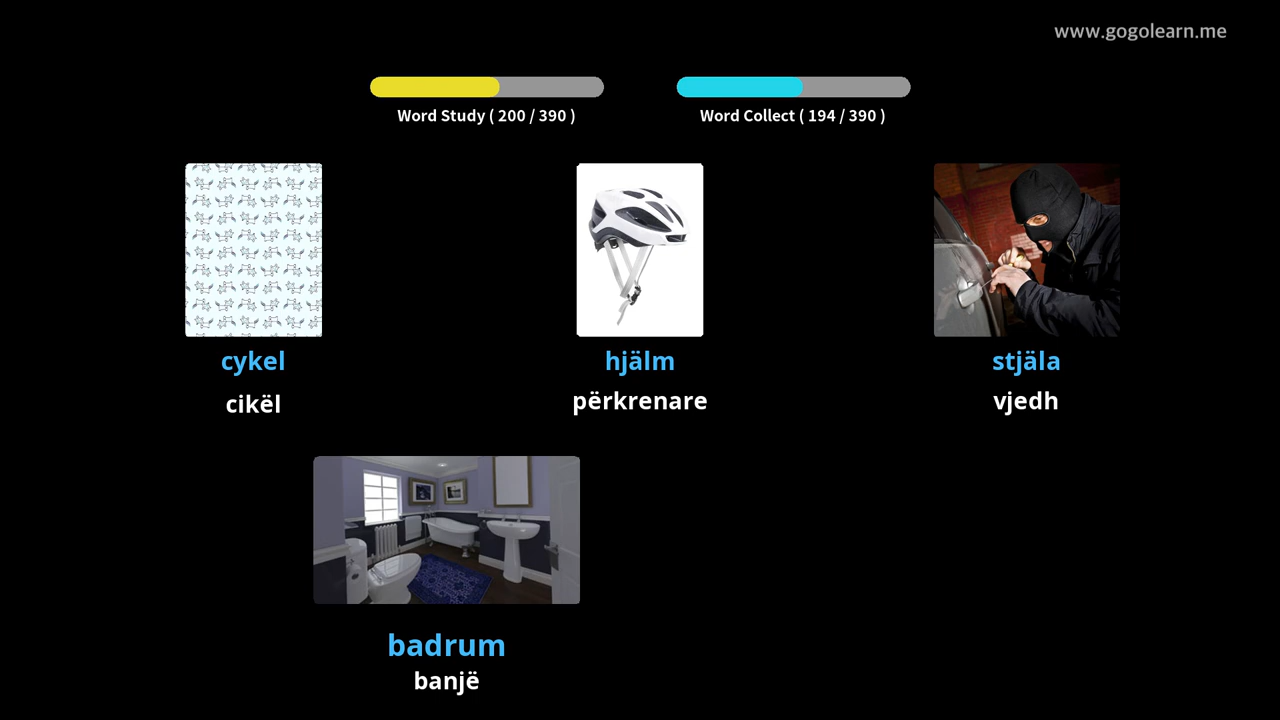 www.gogolearn.me
Word Study ( 200 / 390 )
Word Collect ( 194 / 390 )
cykel
cikël
hjälm
përkrenare
stjäla
vjedh
badrum
banjë